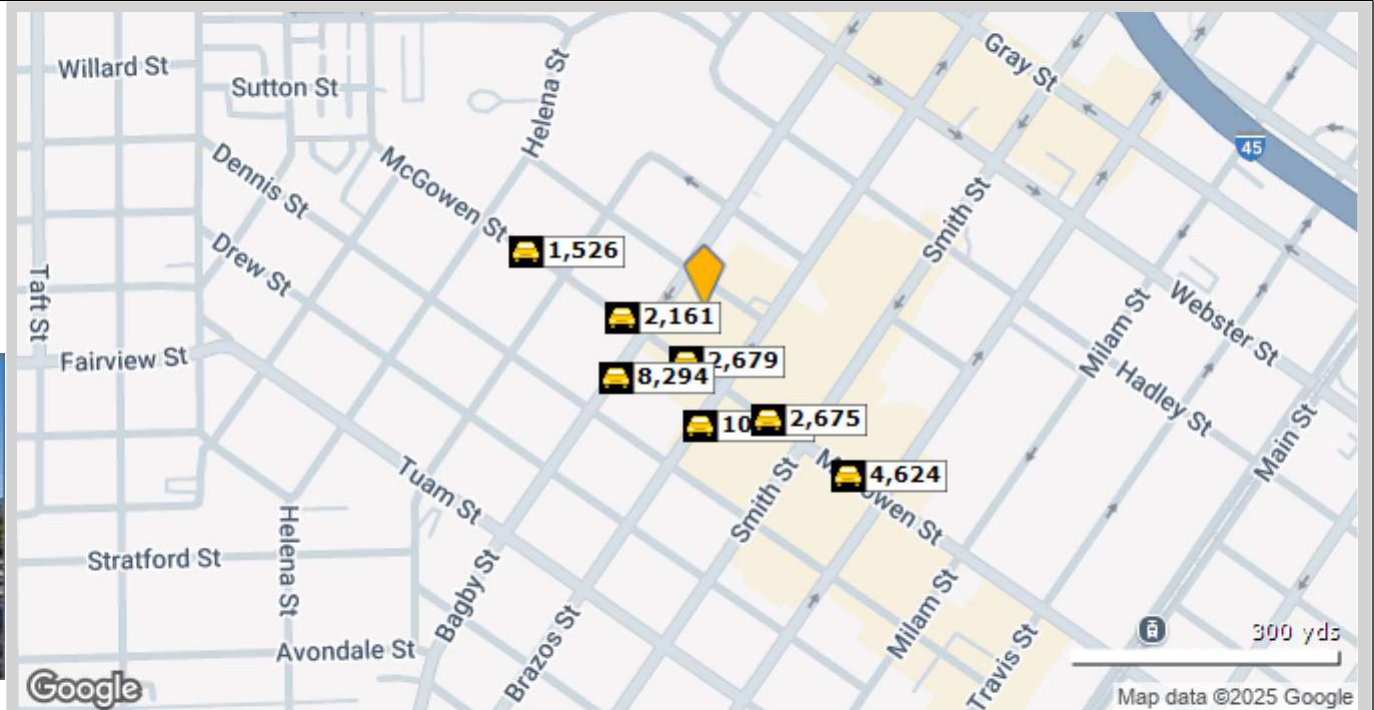 Gray St
Willard St
Sutton St
Helena St
45
Dennis St
McGowen St
Smith St
Drew St
1,526
Taft St
2,161
Webster St
Milam St
Fairview St
2,679
8,294
Hadley St
10
2,675
Main St
4,624
Tuam St
Smith St
McGowen St
Helena St
Stratford St
Bagby St
Milam St
Brazos St
Travis St
300 yds
Avondale St
Google
Map data ©2025 Google